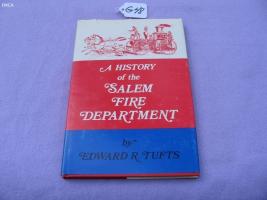 A HISTORY
of the
SALEM
FIRE
DEPARTMENT
by
EDWARD R. TUFTS